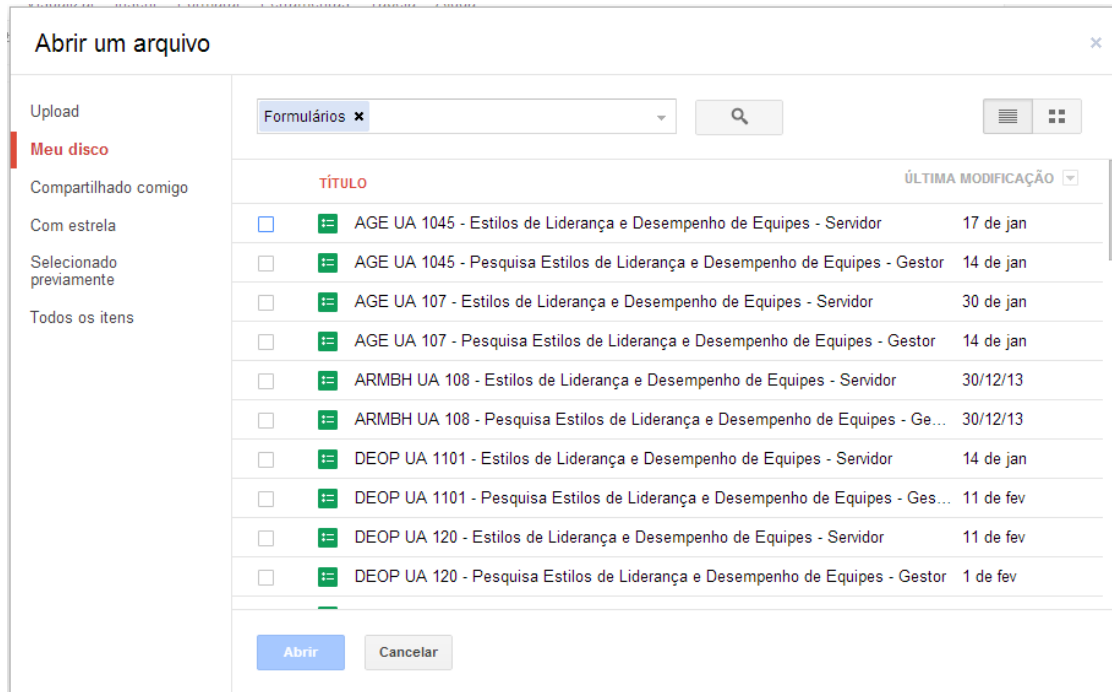 Abrir um arquivo
×
Upload
Meu disco
Compartilhado comigo
Com estrela
Selecionado
previamente
Todos os itens
Formulários ×
TÍTULO ÚLTIMA MODIFICAÇÃO
AGE UA 1045 - Estilos de Liderança e Desempenho de Equipes - Servidor 17 de jan
AGE UA 1045 - Pesquisa Estilos de Liderança e Desempenho de Equipes - Gestor 14 de jan
AGE UA 107 - Estilos de Liderança e Desempenho de Equipes - Servidor 30 de jan
AGE UA 107 - Pesquisa Estilos de Liderança e Desempenho de Equipes - Gestor 14 de jan
ARMBH UA 108 - Estilos de Liderança e Desempenho de Equipes - Servidor 30/12/13
ARMBH UA 108 - Pesquisa Estilos de Liderança e Desempenho de Equipes - Ge... 30/12/13
DEOP UA 1101 - Estilos de Liderança e Desempenho de Equipes - Servidor 14 de jan
DEOP UA 1101 - Pesquisa Estilos de Liderança e Desempenho de Equipes - Ges... 11 de fev
DEOP UA 120 - Estilos de Liderança e Desempenho de Equipes - Servidor 11 de fev
DEOP UA 120 - Pesquisa Estilos de Liderança e Desempenho de Equipes - Gestor 1 de fev
Abrir Cancelar